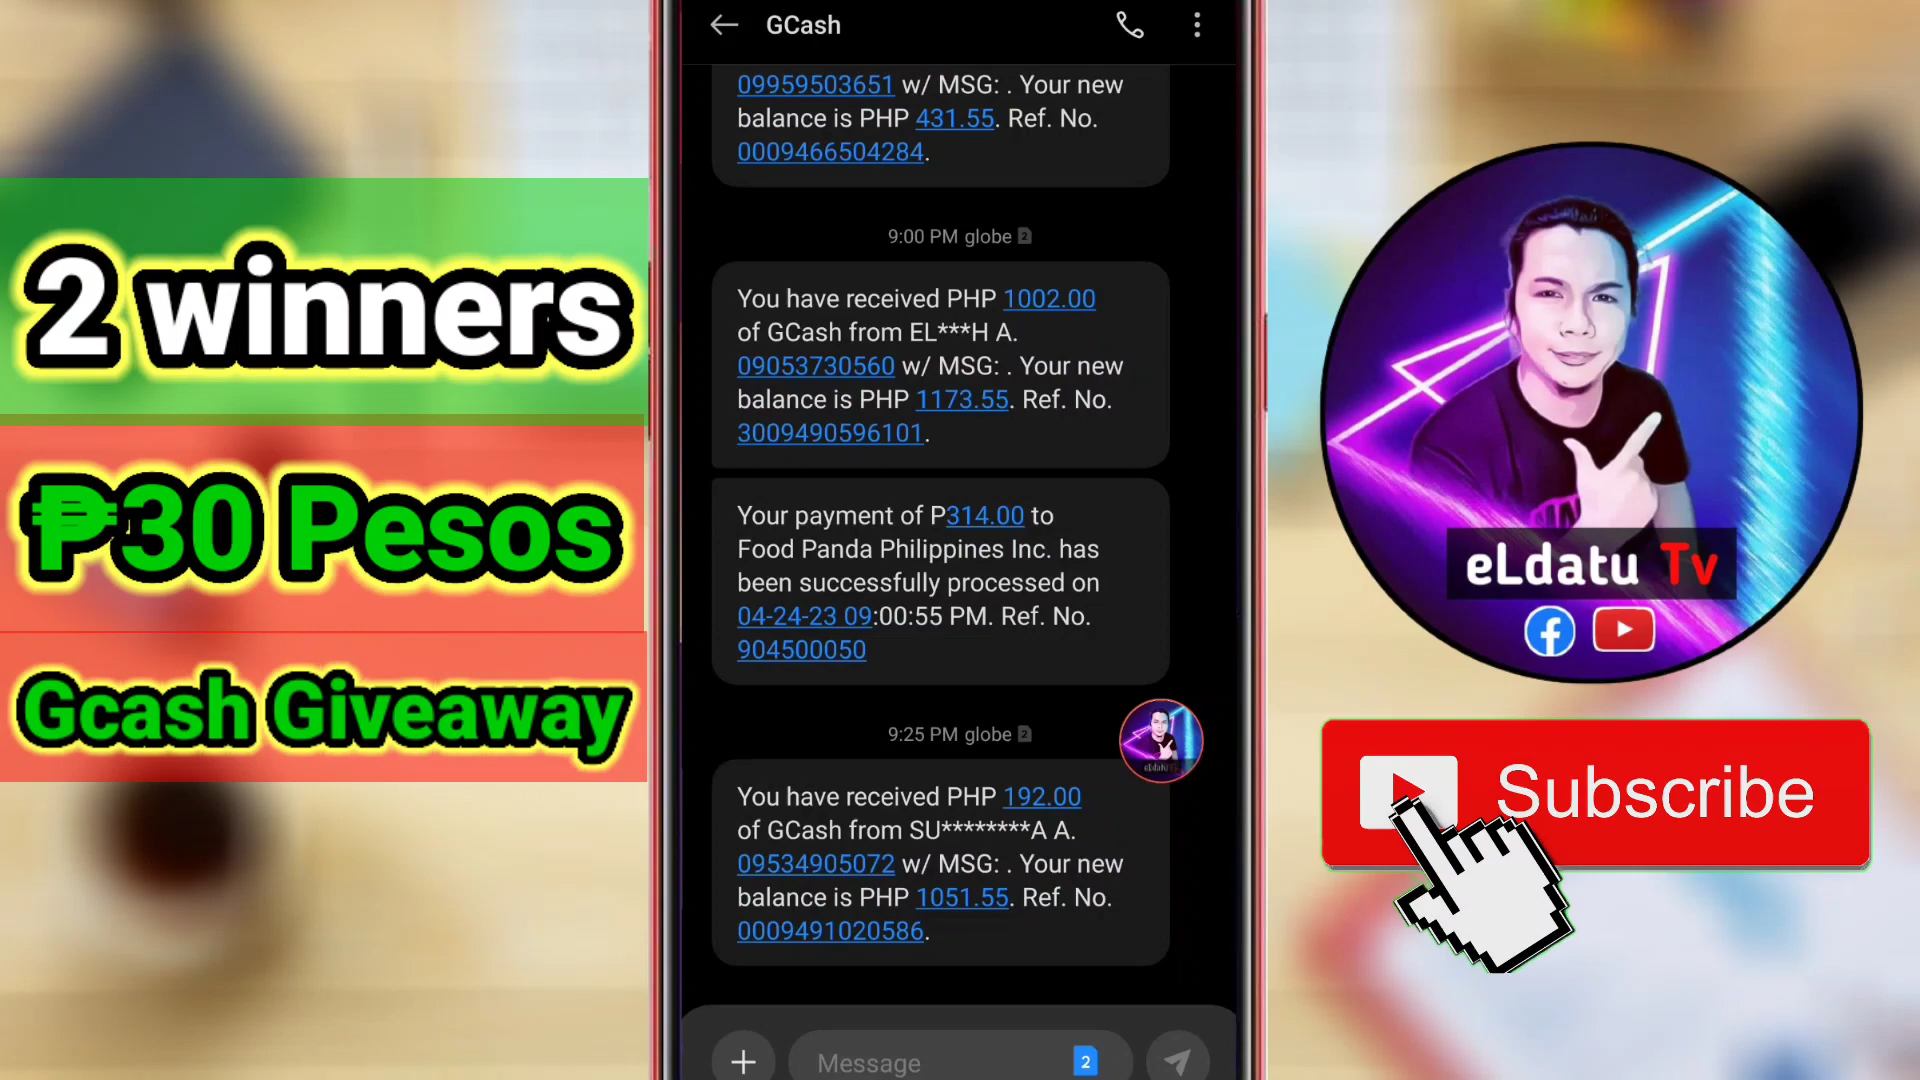 2 winners
₱30 Pesos
Gcash Giveaway
GCash
09959503651 w/ MSG: . Your new
balance is PHP 431.55. Ref. No.
0009466504284.
9:00 PM globe 2
You have received PHP 1002.00
of GCash from EL***H A.
09053730560 w/ MSG: . Your new
balance is PHP 1173.55. Ref. No.
3009490596101.
Your payment of P314.00 to
Food Panda Philippines Inc. has
been successfully processed on
04-24-23 09:00:55 PM. Ref. No.
904500050
9:25 PM globe 2
You have received PHP 192.00
of GCash from SU********A A.
09534905072 w/ MSG: . Your new
balance is PHP 1051.55. Ref. No.
0009491020586.
Message
2
eLdatu Tv
Subscribe